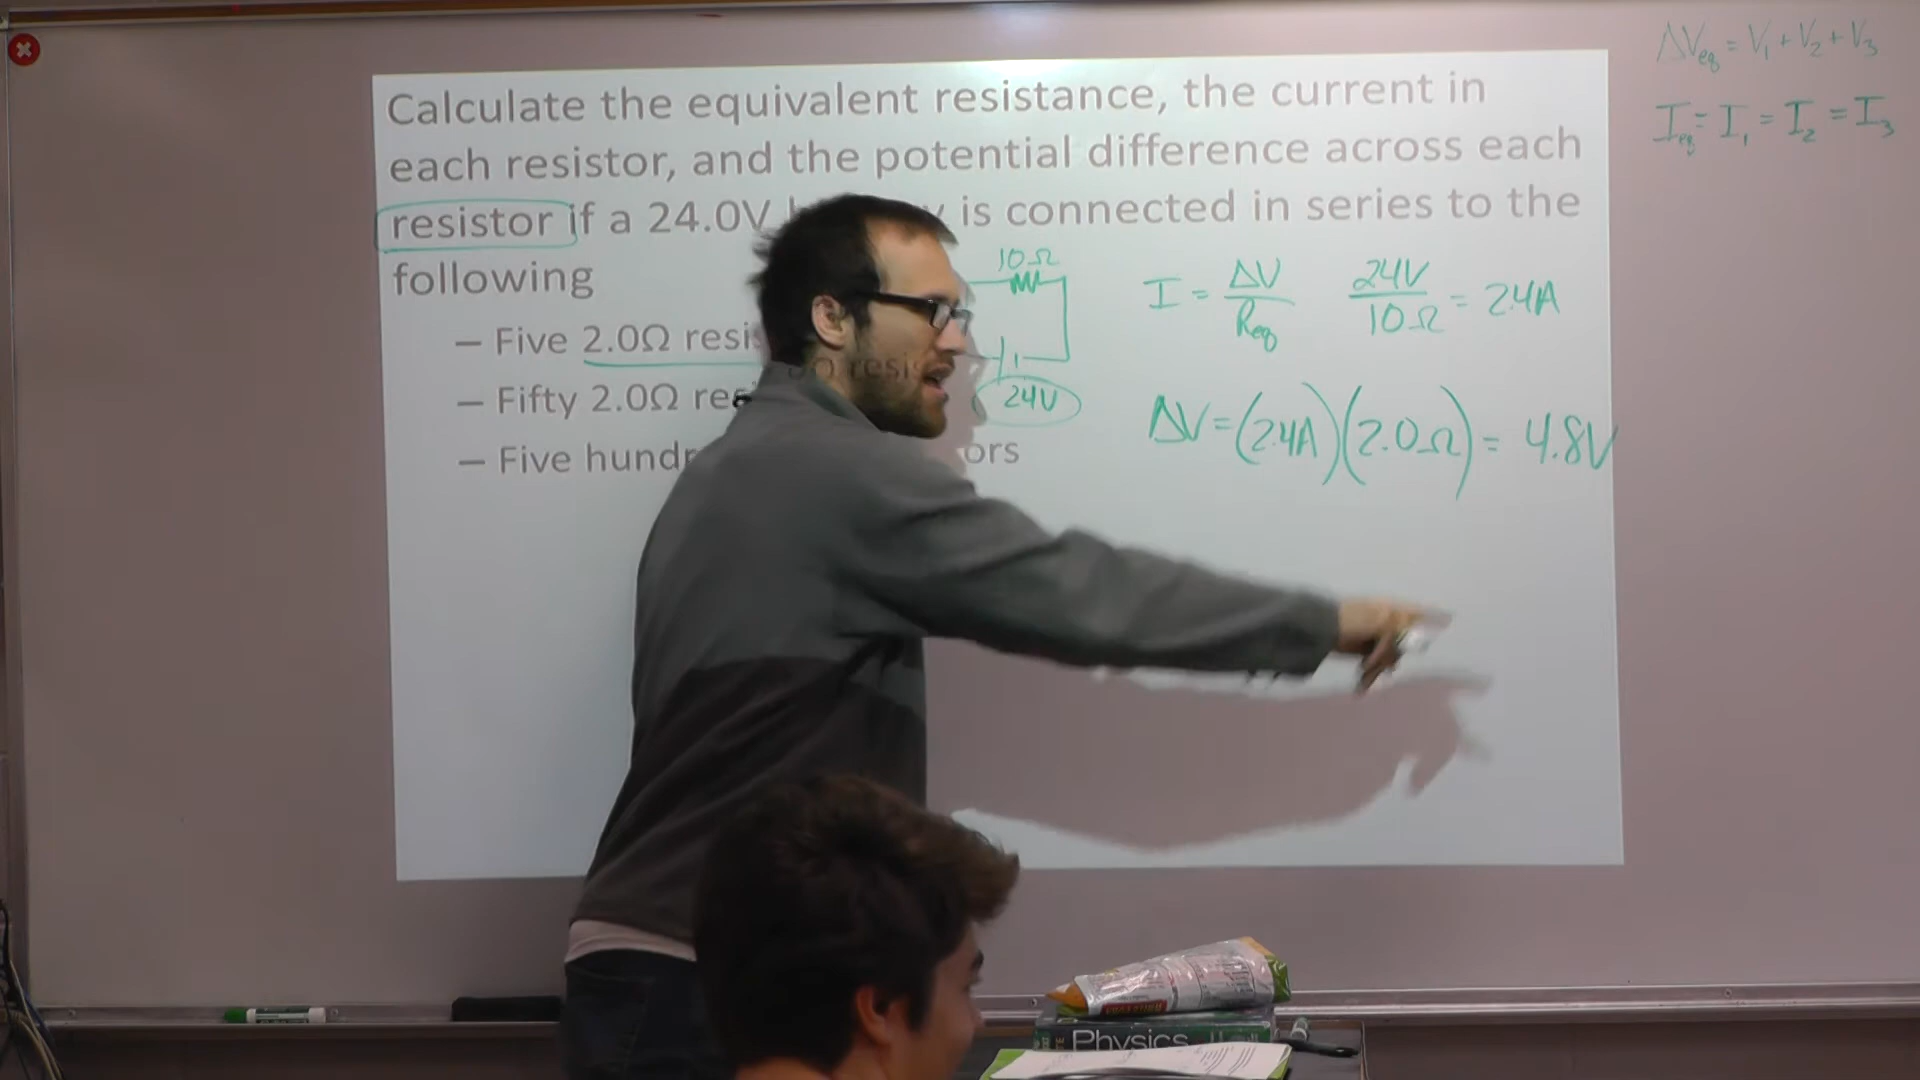 Calculate the equivalent resistance, the current in
each resistor, and the potential difference across each
resistor if a 24.0V is connected in series to the
following
– Five 2.0Ω
– Fifty 2.0Ω
– Five
ΔVeq = V1 + V2 + V3
Ieq = I1 = I2 = I3
10Ω
24V
I = ΔV/Req 24V/10Ω = 2.4A
ΔV = (2.4A)(2.0Ω) = 4.8V
Physics